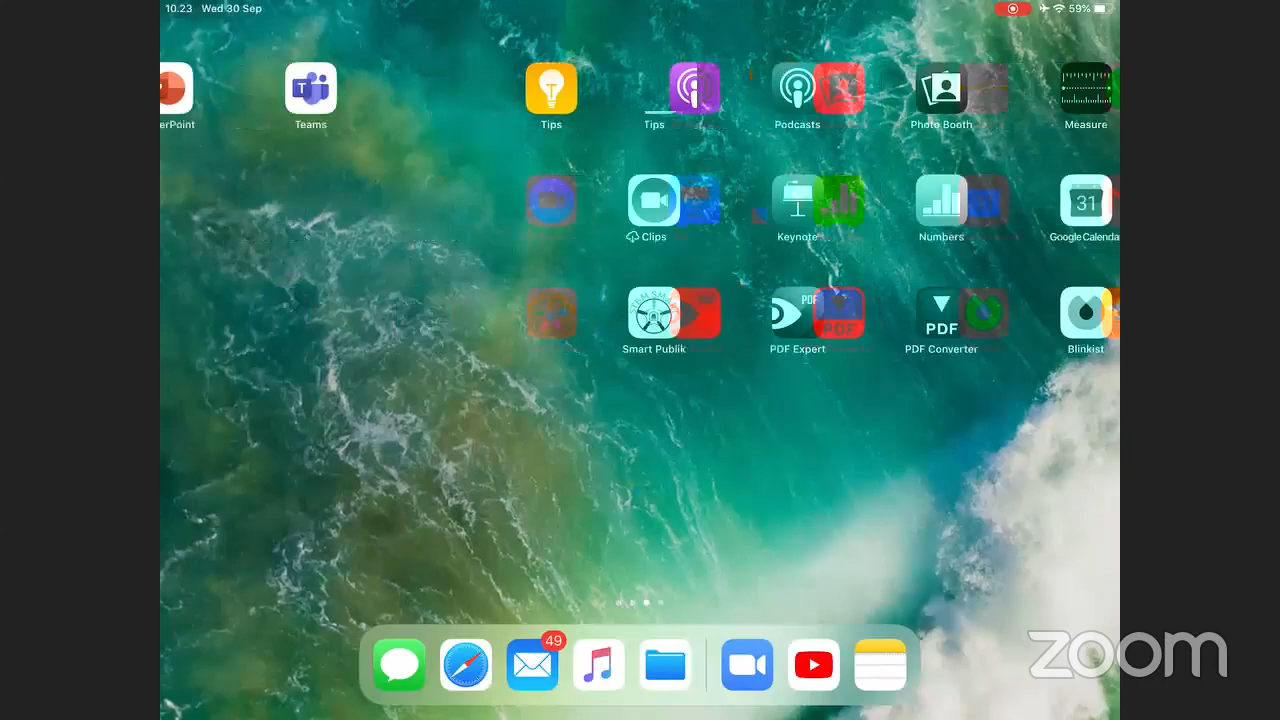 10.23 Wed 30 Sep 59%
erPoint Teams Tips Tips Podcasts Photo Booth Measure
31
Clips Keynote Numbers Google Calenda
PDF PDF PDF
Smart Publik PDF Expert PDF Converter Blinkist
49
zoom